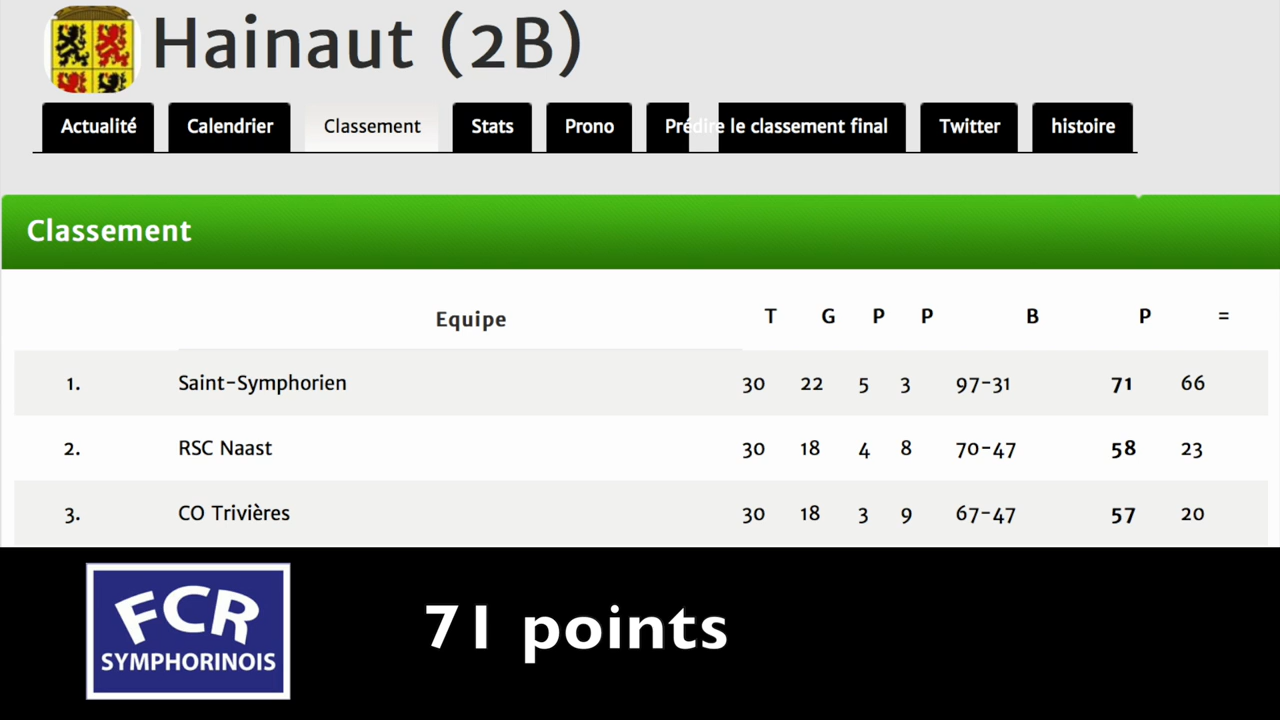 Hainaut (2B)
Actualité Calendrier Classement Stats Prono Prédire le classement final Twitter histoire
Classement
Equipe T G P P B P =
1. Saint-Symphorien 30 22 5 3 97-31 71 66
2. RSC Naast 30 18 4 8 70-47 58 23
3. CO Trivières 30 18 3 9 67-47 57 20
FCR
SYMPHORINOIS
71 points